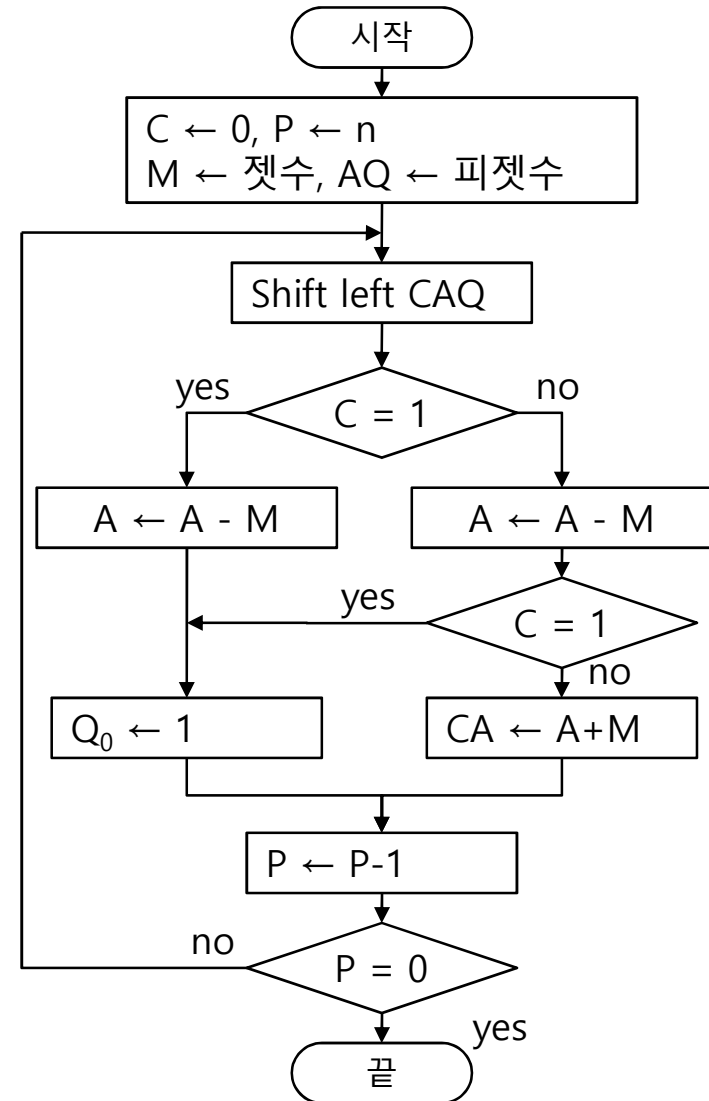 시작
C ← 0, P ← n
M ← 젯수, AQ ← 피젯수
Shift left CAQ
yes
C = 1
no
A ← A - M
A ← A - M
yes
C = 1
no
Q₀ ← 1
CA ← A+M
P ← P-1
no
P = 0
yes
끝